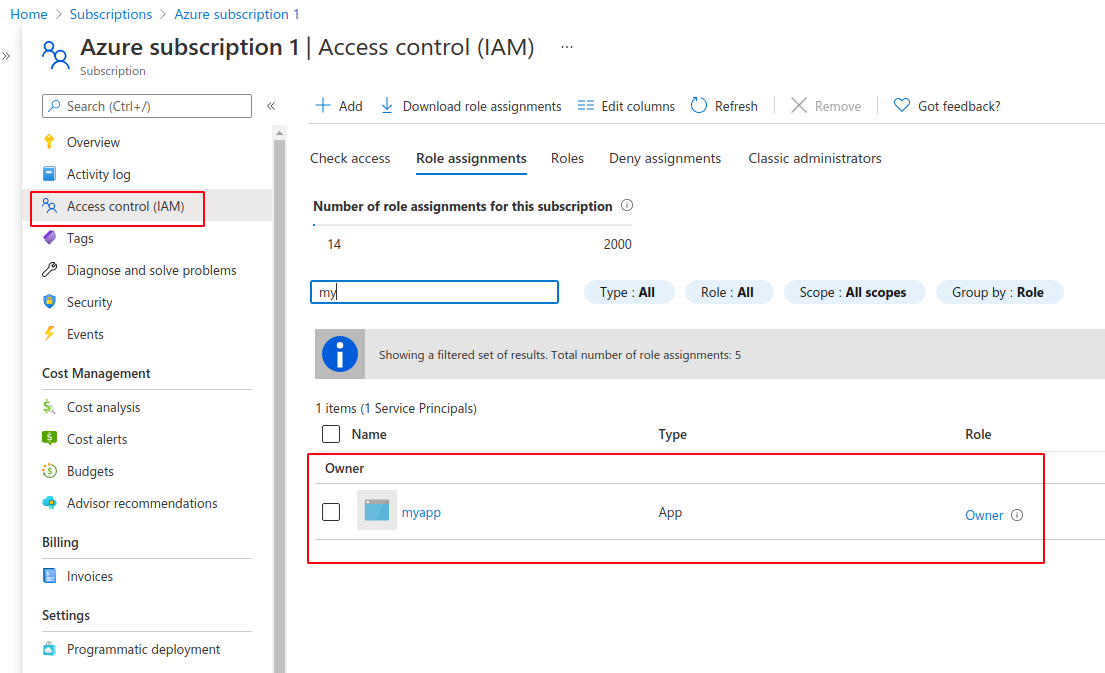 Home > Subscriptions > Azure subscription 1
Azure subscription 1 | Access control (IAM) ...
Subscription
Search (Ctrl+/)
Overview
Activity log
Access control (IAM)
Tags
Diagnose and solve problems
Security
Events
Cost Management
Cost analysis
Cost alerts
Budgets
Advisor recommendations
Billing
Invoices
Settings
Programmatic deployment
Add Download role assignments Edit columns Refresh Remove Got feedback?
Check access Role assignments Roles Deny assignments Classic administrators
Number of role assignments for this subscription
14 2000
my Type : All Role : All Scope : All scopes Group by : Role
Showing a filtered set of results. Total number of role assignments: 5
1 items (1 Service Principals)
Name Type Role
Owner
myapp App Owner